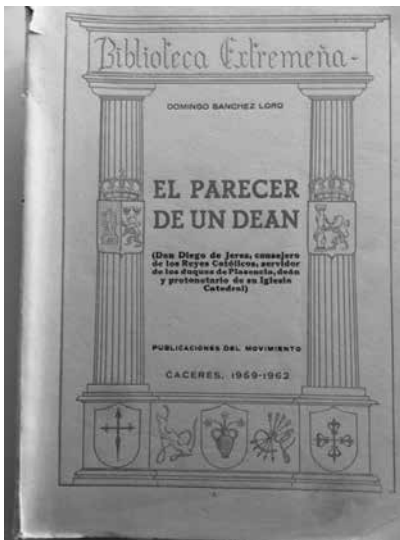 Biblioteca Extremeña-
DOMINGO SANCHEZ LORO
EL PARECER
DE UN DEAN
(Don Diego de Jerez, consejero
de los Reyes Católicos, servidor
de los duques de Plasencia, deán
y protonotario de su Iglesia
Catedral)
PUBLICACIONES DEL MOVIMIENTO
CACERES, 1959-1962